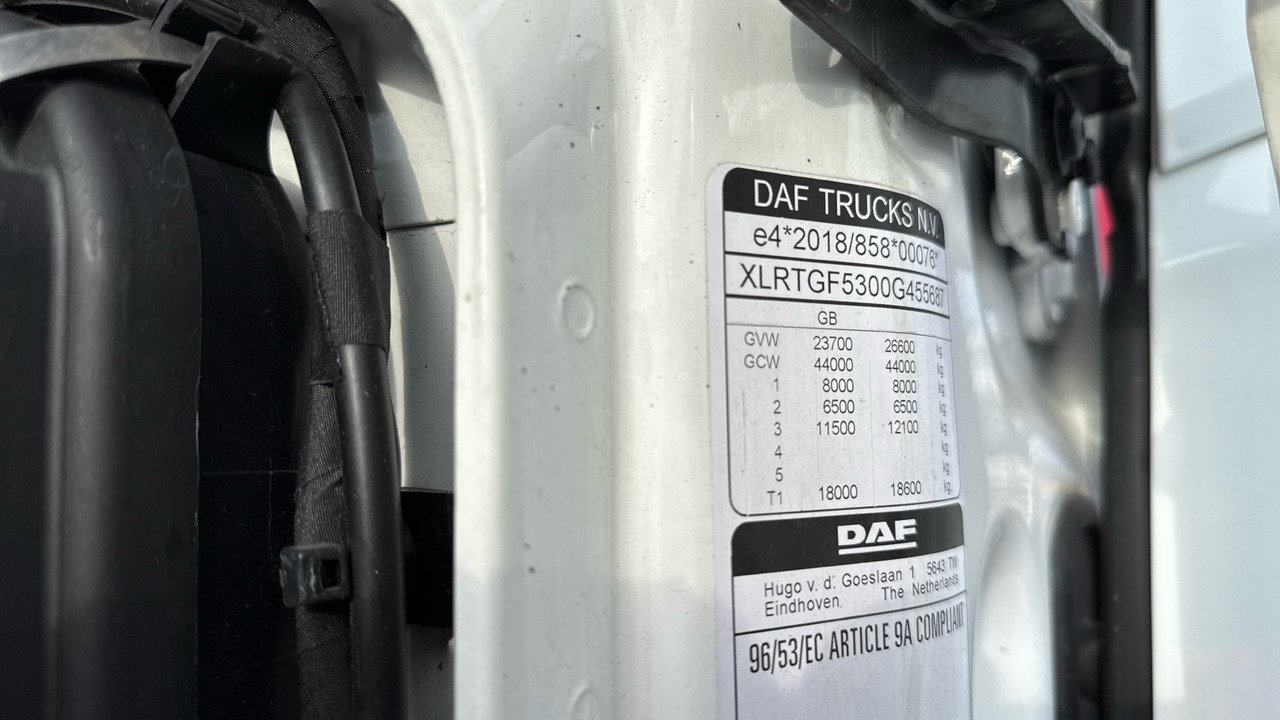 DAF TRUCKS N.V.
e4*2018/858*00076*
XLRTGF5300G455687
GB
GVW 23700 26600 kg
GCW 44000 44000 kg
1 8000 8000 kg
2 6500 6500 kg
3 11500 12100 kg
4 kg
5 kg
T1 18000 18600 kg
DAF
Hugo v. d. Goeslaan 1 5643 TW
Eindhoven. The Netherlands
96/53/EC ARTICLE 9A COMPLIANT